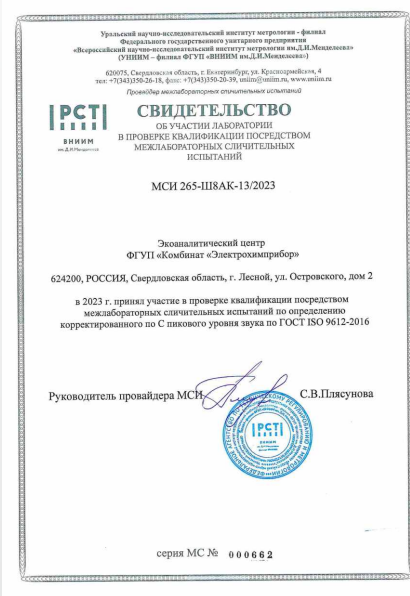 Уральский научно-исследовательский институт метрологии - филиал
Федерального государственного унитарного предприятия
«Всероссийский научно-исследовательский институт метрологии им.Д.И.Менделеева»
(УНИИМ – филиал ФГУП «ВНИИМ им.Д.И.Менделеева»)
620075, Свердловская область, г. Екатеринбург, ул. Красноармейская, 4
тел: +7(343)350-26-18, факс: +7(343)350-20-39, uniim@uniim.ru, www.uniim.ru
Провайдер межлабораторных сличительных испытаний
РСТ
ВНИИМ
им. Д.И.Менделеева
СВИДЕТЕЛЬСТВО
ОБ УЧАСТИИ ЛАБОРАТОРИИ
В ПРОВЕРКЕ КВАЛИФИКАЦИИ ПОСРЕДСТВОМ
МЕЖЛАБОРАТОРНЫХ СЛИЧИТЕЛЬНЫХ
ИСПЫТАНИЙ
МСИ 265-Ш8АК-13/2023
Экоаналитический центр
ФГУП «Комбинат «Электрохимприбор»
624200, РОССИЯ, Свердловская область, г. Лесной, ул. Островского, дом 2
в 2023 г. принял участие в проверке квалификации посредством
межлабораторных сличительных испытаний по определению
корректированного по С пикового уровня звука по ГОСТ ISO 9612-2016
Руководитель провайдера МСИ
С.В.Плясунова
РСТ
ВНИИМ
серия МС № 000662